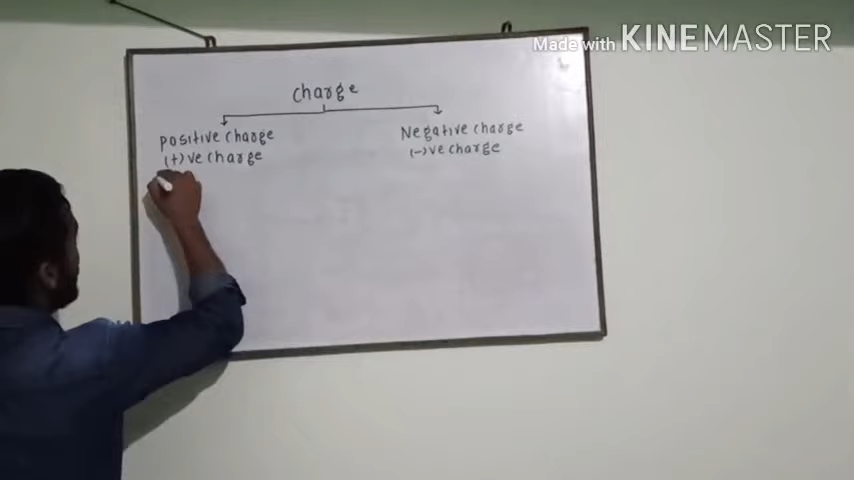 Made with KINEMASTER
charge
positive charge
(+)ve charge
Negative charge
(-)ve charge